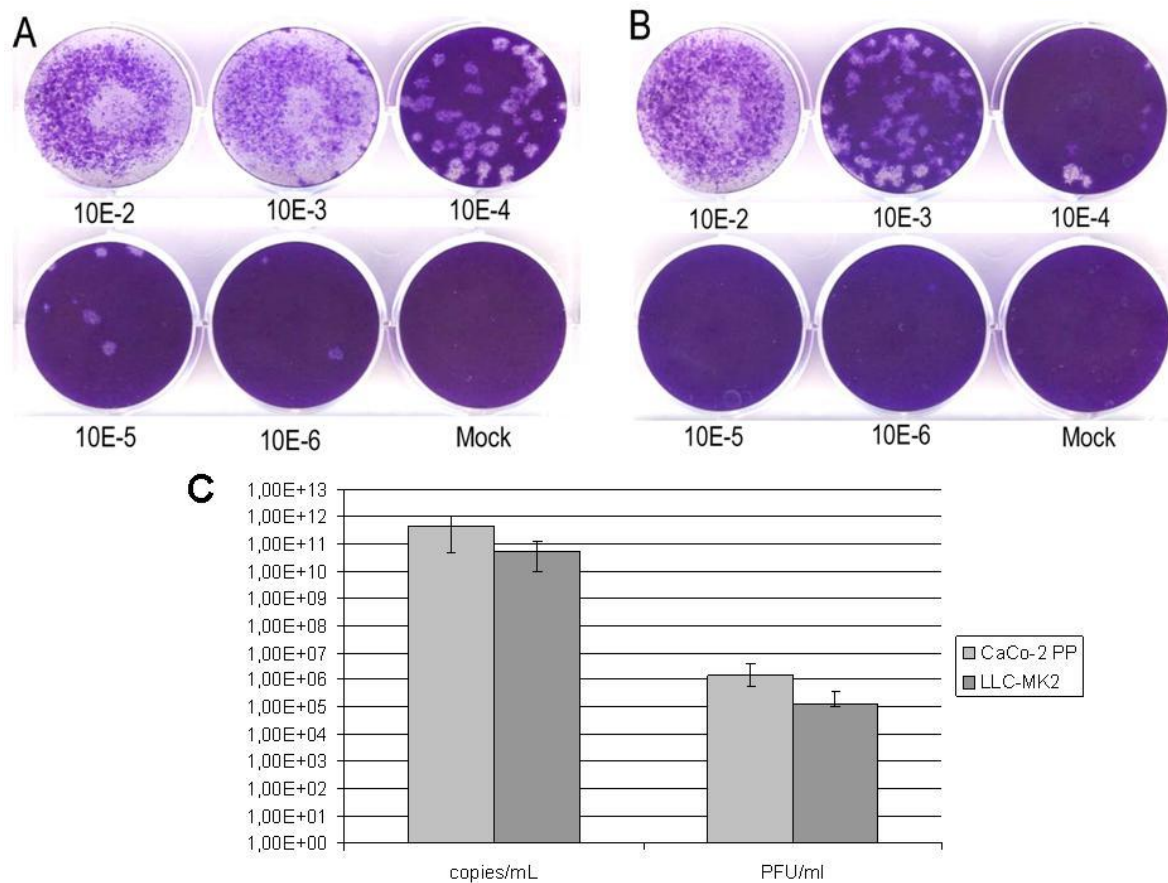 A
B
10E-2 10E-3 10E-4
10E-2 10E-3 10E-4
10E-5 10E-6 Mock
10E-5 10E-6 Mock
C
1,00E+13
1,00E+12
1,00E+11
1,00E+10
1,00E+09
1,00E+08
1,00E+07
1,00E+06
1,00E+05
1,00E+04
1,00E+03
1,00E+02
1,00E+01
1,00E+00
copies/mL PFU/ml
CaCo-2 PP
LLC-MK2